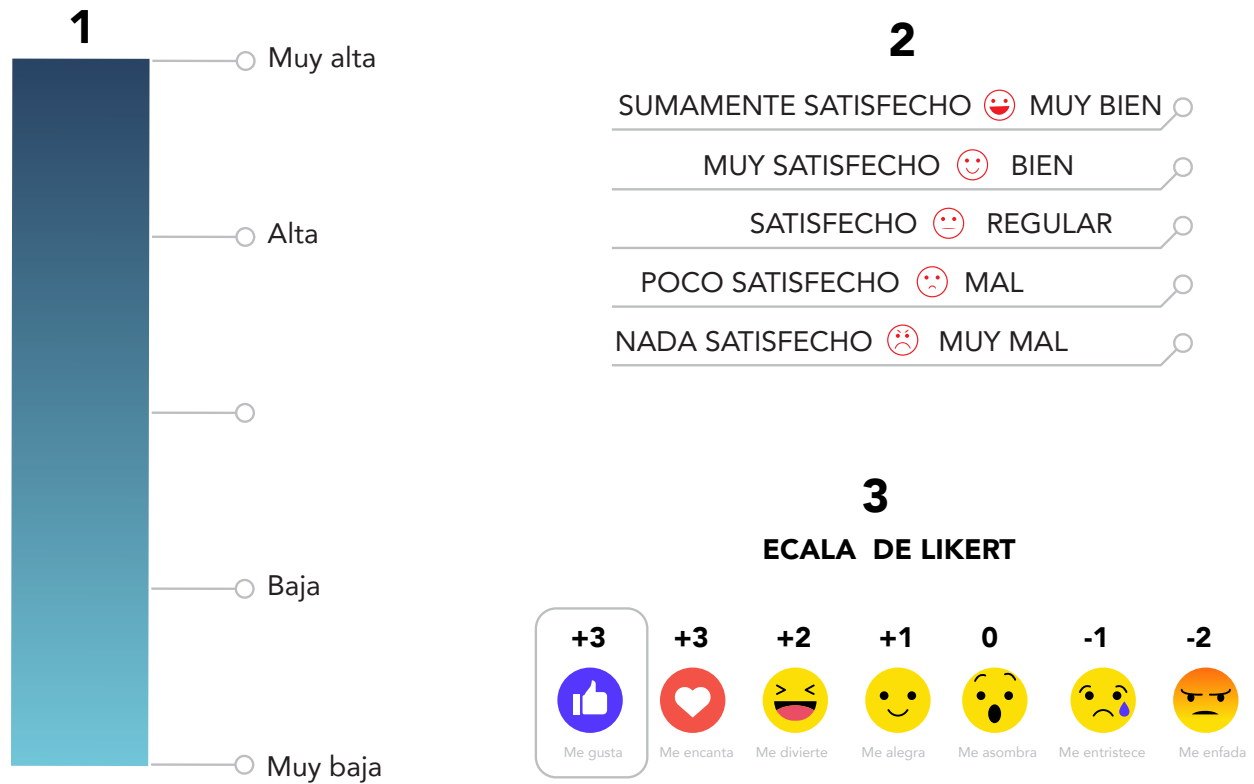 1
Muy alta
Alta
Baja
Muy baja
2
SUMAMENTE SATISFECHO MUY BIEN
MUY SATISFECHO BIEN
SATISFECHO REGULAR
POCO SATISFECHO MAL
NADA SATISFECHO MUY MAL
3
ECALA DE LIKERT
+3 +3 +2 +1 0 -1 -2
Me gusta Me encanta Me divierte Me alegra Me asombra Me entristece Me enfada